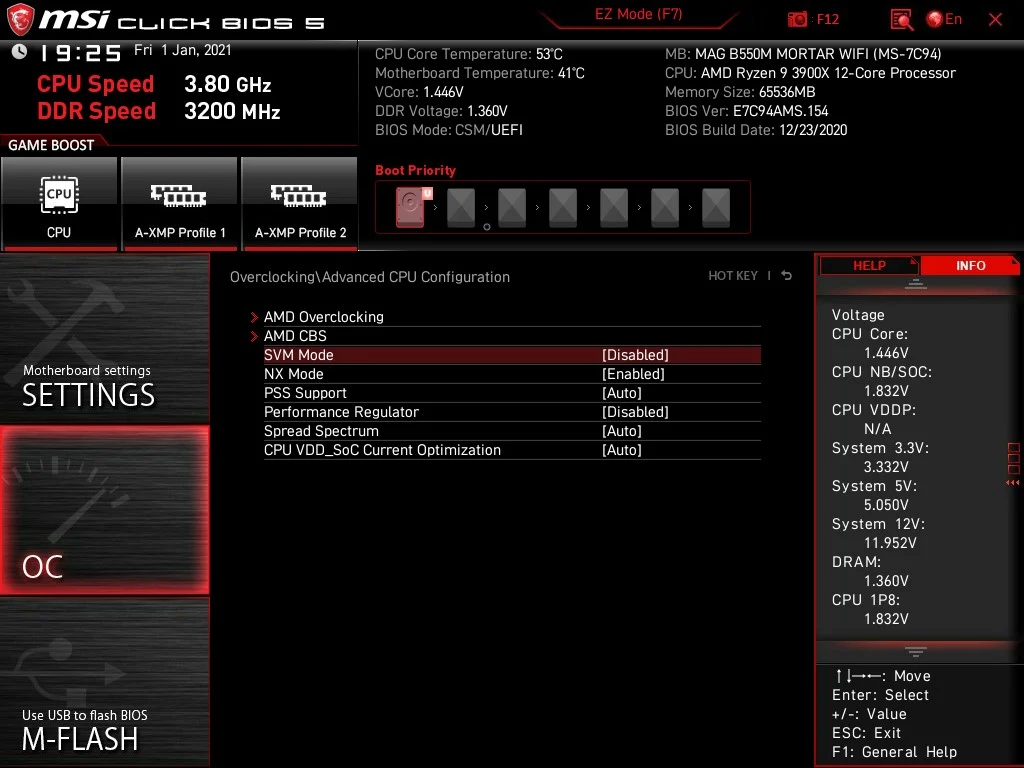 msi CLICK BIOS 5
EZ Mode (F7)
: F12
En
19:25 Fri 1 Jan, 2021
CPU Speed 3.80 GHz
DDR Speed 3200 MHz
CPU Core Temperature: 53°C
Motherboard Temperature: 41°C
VCore: 1.446V
DDR Voltage: 1.360V
BIOS Mode: CSM/UEFI
MB: MAG B550M MORTAR WIFI (MS-7C94)
CPU: AMD Ryzen 9 3900X 12-Core Processor
Memory Size: 65536MB
BIOS Ver: E7C94AMS.154
BIOS Build Date: 12/23/2020
GAME BOOST
CPU
CPU
A-XMP Profile 1
A-XMP Profile 2
Boot Priority
U
Motherboard settings
SETTINGS
OC
Use USB to flash BIOS
M-FLASH
Overclocking\Advanced CPU Configuration
HOT KEY |
> AMD Overclocking
> AMD CBS
SVM Mode [Disabled]
NX Mode [Enabled]
PSS Support [Auto]
Performance Regulator [Disabled]
Spread Spectrum [Auto]
CPU VDD_SoC Current Optimization [Auto]
HELP
INFO
Voltage
CPU Core:
1.446V
CPU NB/SOC:
1.832V
CPU VDDP:
N/A
System 3.3V:
3.332V
System 5V:
5.050V
System 12V:
11.952V
DRAM:
1.360V
CPU 1P8:
1.832V
↑↓→←: Move
Enter: Select
+/-: Value
ESC: Exit
F1: General Help